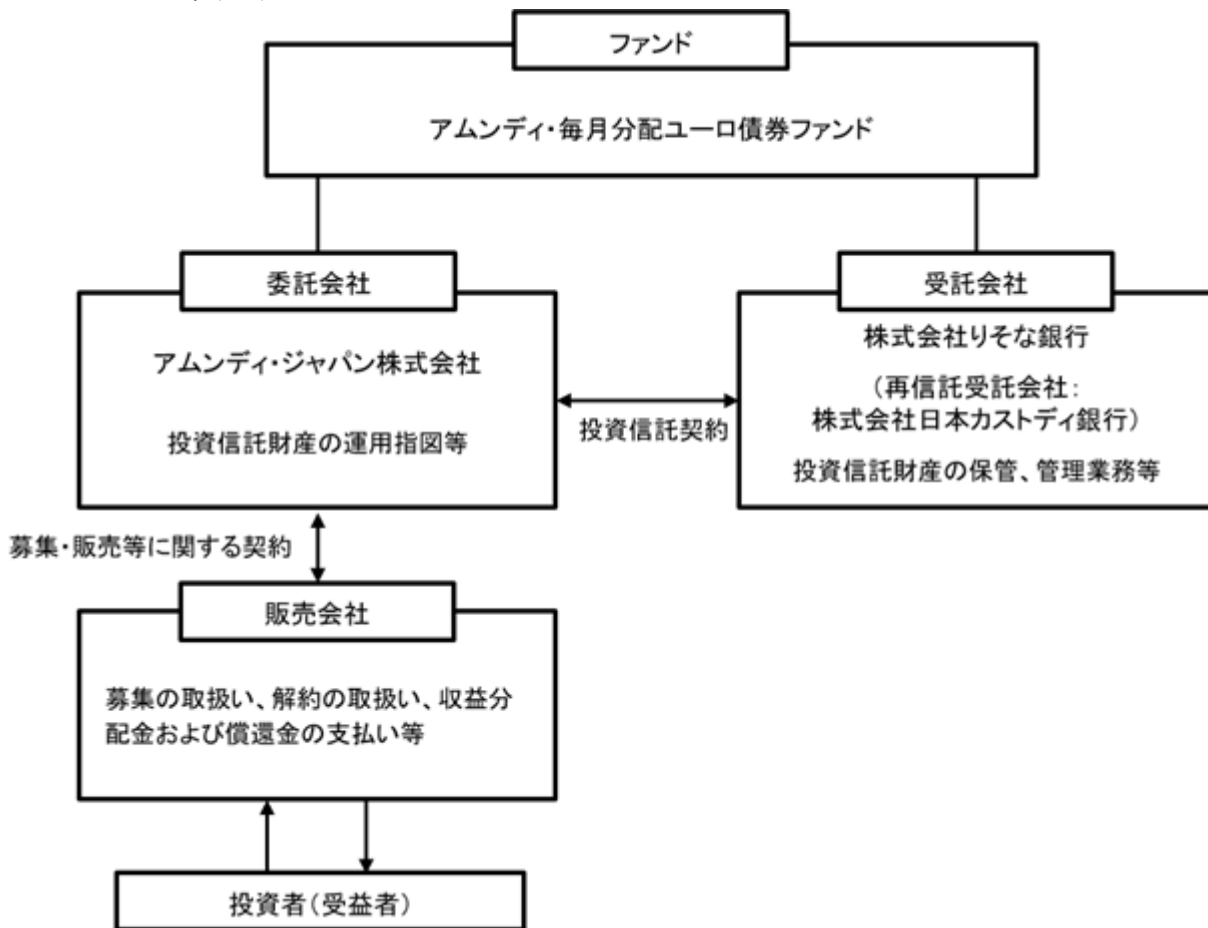 ファンド
アムンディ・毎月分配ユーロ債券ファンド
委託会社
アムンディ・ジャパン株式会社
投資信託財産の運用指図等
投資信託契約
受託会社
株式会社りそな銀行
（再信託受託会社：
株式会社日本カストディ銀行）
投資信託財産の保管、管理業務等
募集・販売等に関する契約
販売会社
募集の取扱い、解約の取扱い、収益分
配金および償還金の支払い等
投資者（受益者）